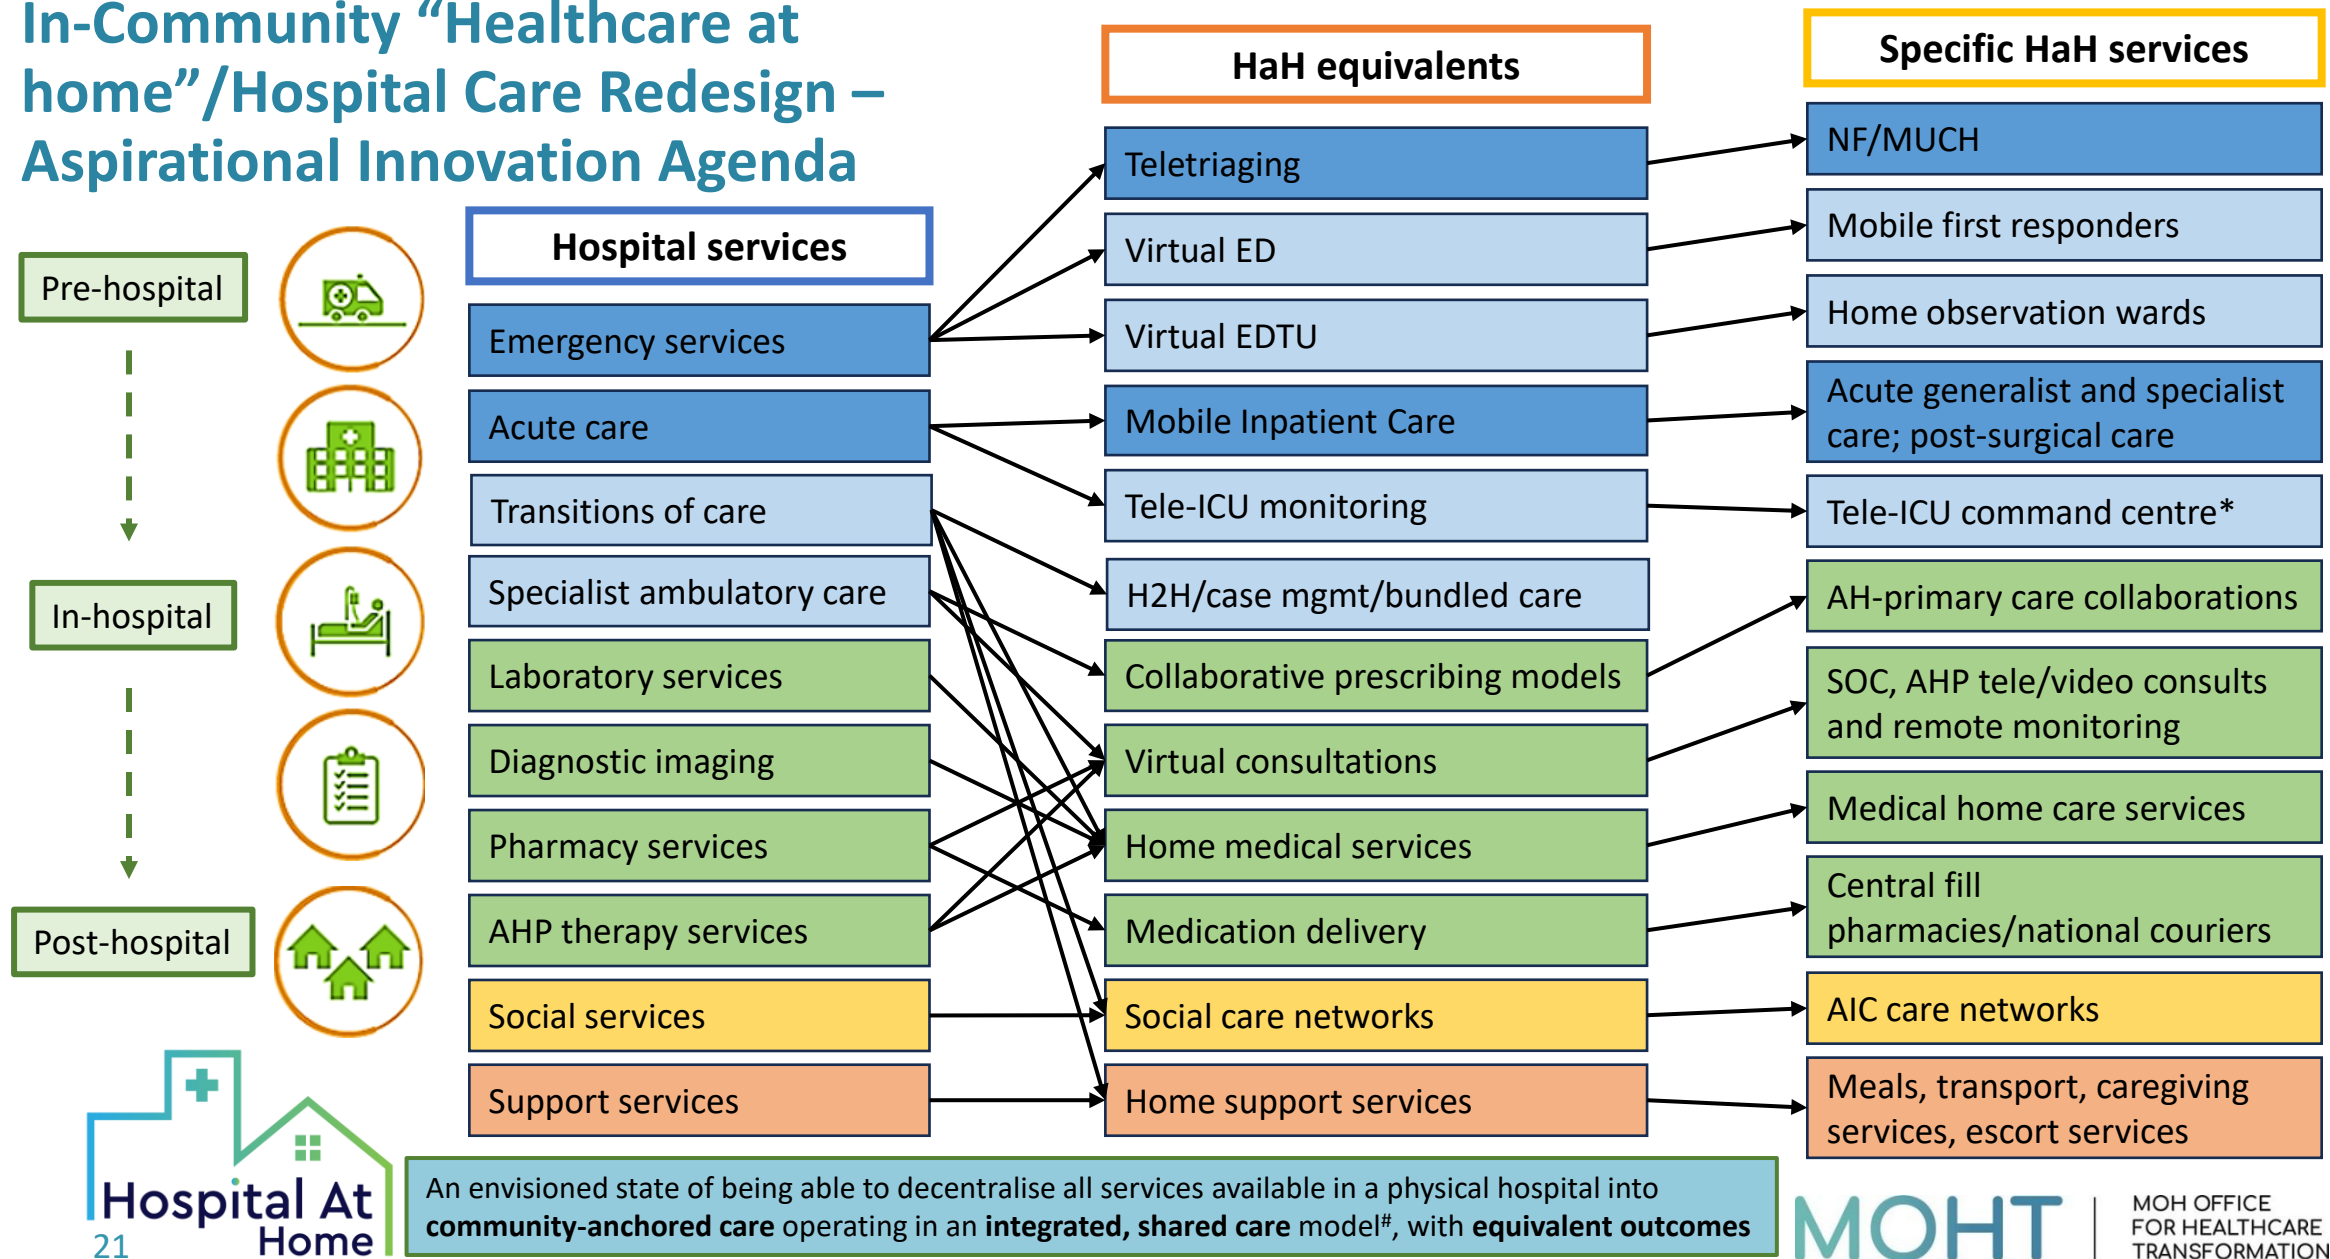 In-Community “Healthcare at
home”/Hospital Care Redesign –
Aspirational Innovation Agenda
Pre-hospital
In-hospital
Post-hospital
Hospital services
Emergency services
Acute care
Transitions of care
Specialist ambulatory care
Laboratory services
Diagnostic imaging
Pharmacy services
AHP therapy services
Social services
Support services
HaH equivalents
Teletriaging
Virtual ED
Virtual EDTU
Mobile Inpatient Care
Tele-ICU monitoring
H2H/case mgmt/bundled care
Collaborative prescribing models
Virtual consultations
Home medical services
Medication delivery
Social care networks
Home support services
Specific HaH services
NF/MUCH
Mobile first responders
Home observation wards
Acute generalist and specialist
care; post-surgical care
Tele-ICU command centre*
AH-primary care collaborations
SOC, AHP tele/video consults
and remote monitoring
Medical home care services
Central fill
pharmacies/national couriers
AIC care networks
Meals, transport, caregiving
services, escort services
Hospital At
Home
21
An envisioned state of being able to decentralise all services available in a physical hospital into
community-anchored care operating in an integrated, shared care model#, with equivalent outcomes
MOHT
MOH OFFICE
FOR HEALTHCARE
TRANSFORMATION